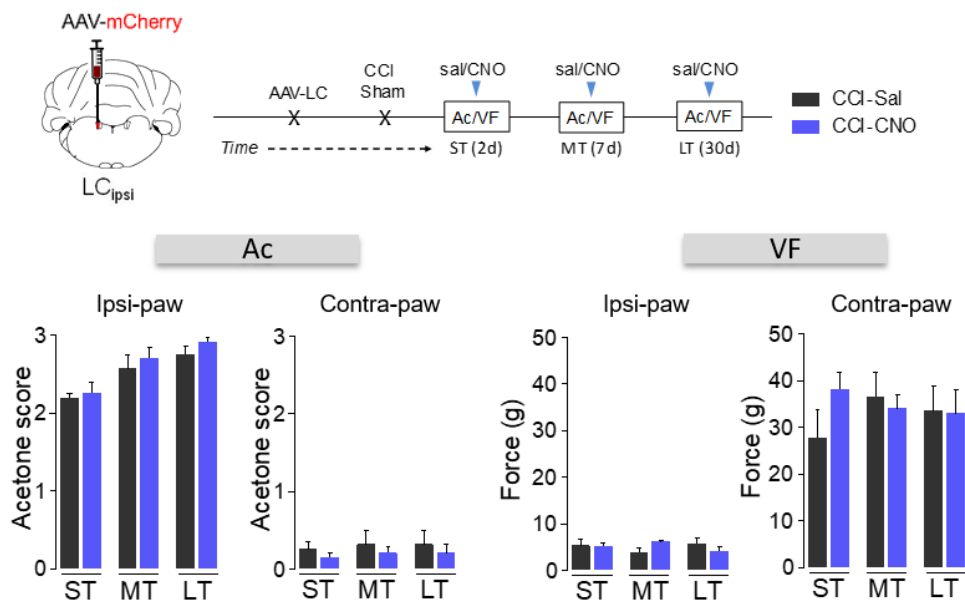 AAV-mCherry
LCipsi
AAV-LC
CCI
Sham
sal/CNO
sal/CNO
sal/CNO
Ac/VF
Ac/VF
Ac/VF
Time
ST (2d)
MT (7d)
LT (30d)
CCI-Sal
CCI-CNO
Ac
VF
Ipsi-paw
Acetone score
3
2
1
0
ST
MT
LT
Contra-paw
Acetone score
3
2
1
0
ST
MT
LT
Ipsi-paw
Force (g)
50
40
30
20
10
0
ST
MT
LT
Contra-paw
Force (g)
50
40
30
20
10
0
ST
MT
LT